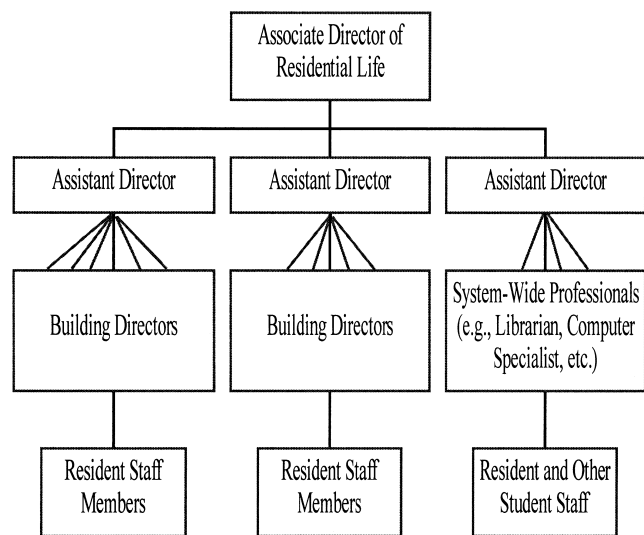 Associate Director of
Residential Life
Assistant Director
Assistant Director
Assistant Director
Building Directors
Building Directors
System-Wide Professionals
(e.g., Librarian, Computer
Specialist, etc.)
Resident Staff
Members
Resident Staff
Members
Resident and Other
Student Staff